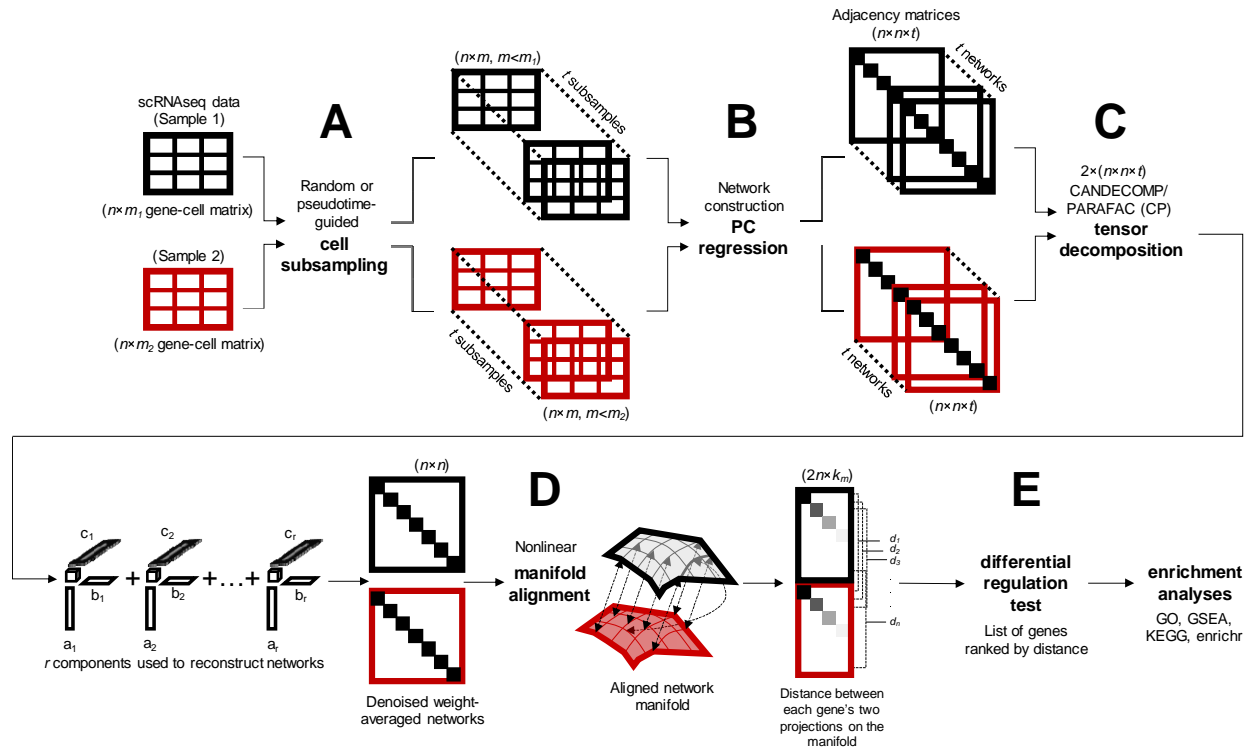 scRNAseq data
(Sample 1)
(n×m1 gene-cell matrix)
(Sample 2)
(n×m2 gene-cell matrix)
A
Random or
pseudotime-
guided
cell
subsampling
(n×m, m<m1)
t subsamples
t subsamples
(n×m, m<m2)
B
Network
construction
PC
regression
Adjacency matrices
(n×n×t)
t networks
t networks
(n×n×t)
C
2×(n×n×t)
CANDECOMP/
PARAFAC (CP)
tensor
decomposition
c1
c2
cr
+
+
...
+
b1
b2
br
a1
a2
ar
r components used to reconstruct networks
(n×n)
Denoised weight-
averaged networks
D
Nonlinear
manifold
alignment
Aligned network
manifold
(2n×km)
d1
d2
d3
.
.
.
dn
Distance between
each gene's two
projections on the
manifold
E
differential
regulation
test
List of genes
ranked by distance
enrichment
analyses
GO, GSEA,
KEGG, enrichr